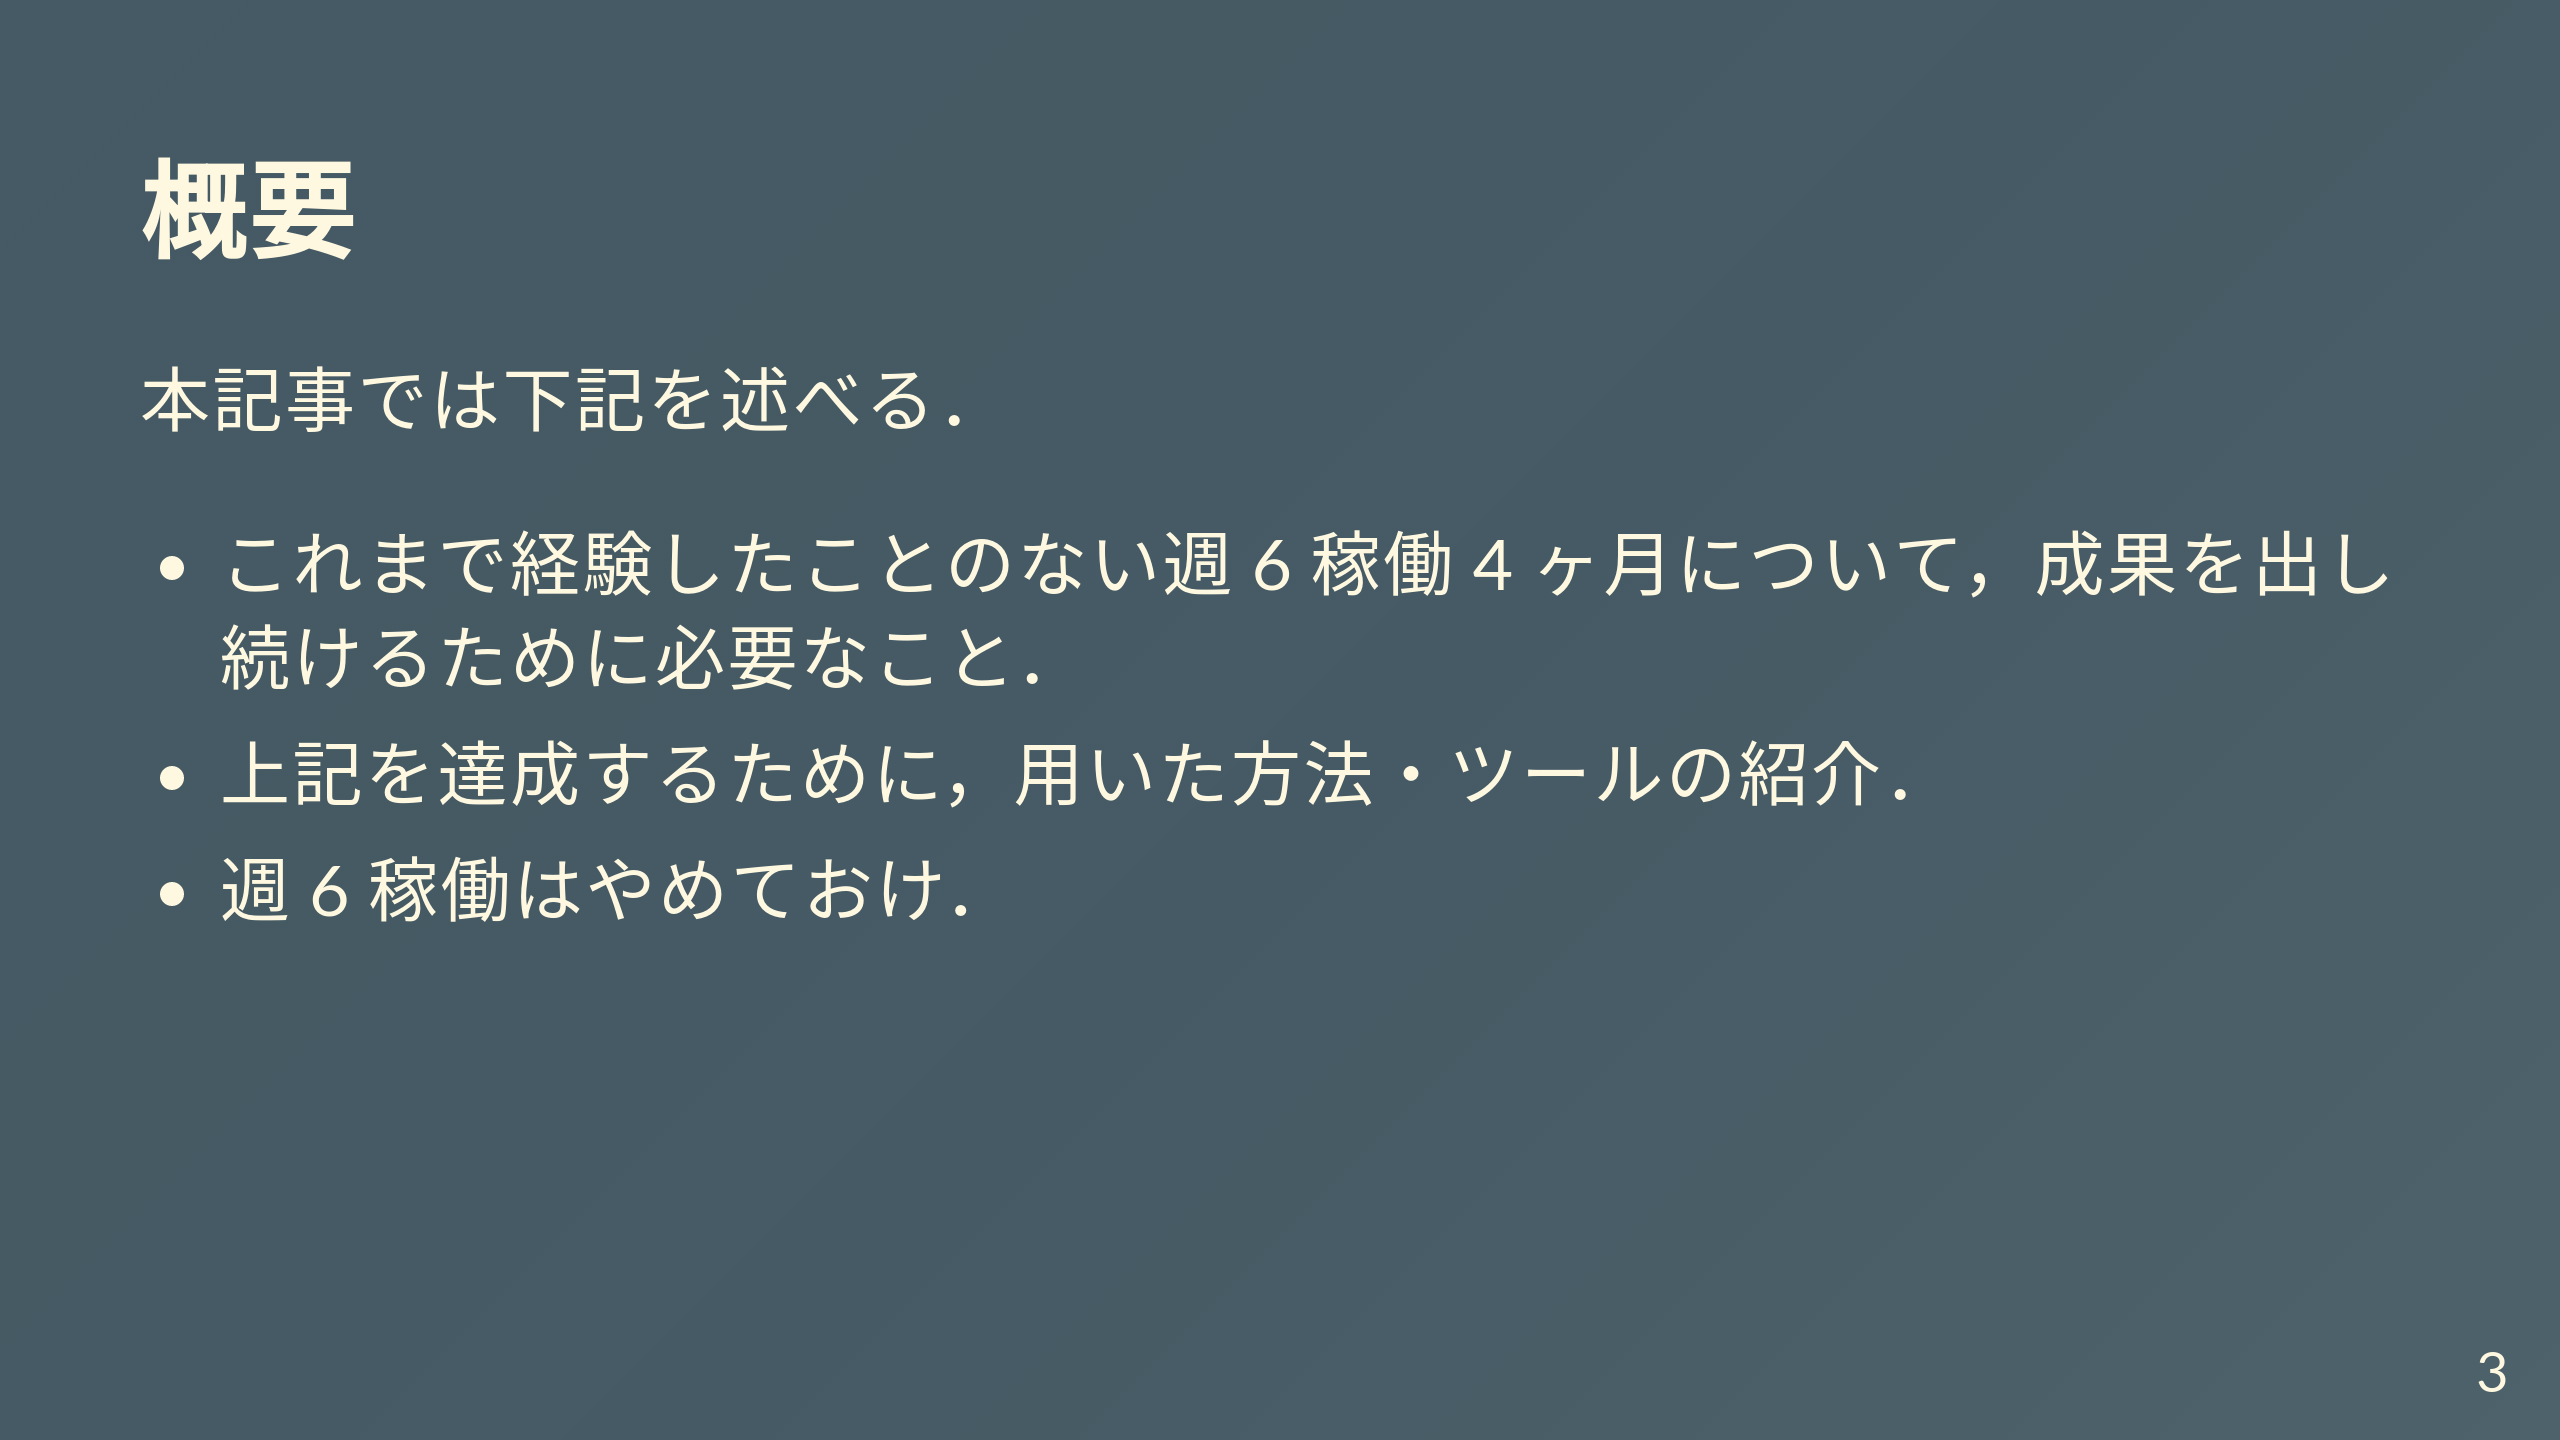 概要
本記事では下記を述べる．
• これまで経験したことのない週 6 稼働 4 ヶ月について，成果を出し
続けるために必要なこと．
• 上記を達成するために，用いた方法・ツールの紹介．
• 週 6 稼働はやめておけ．
3